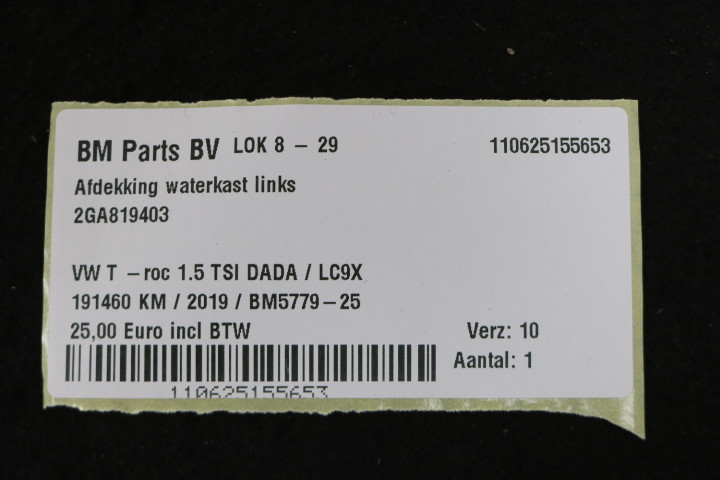 BM Parts BV LOK 8 - 29 110625155653
Afdekking waterkast links
2GA819403
VW T -roc 1.5 TSI DADA / LC9X
191460 KM / 2019 / BM5779-25
25,00 Euro incl BTW Verz: 10
Aantal: 1
110625155653